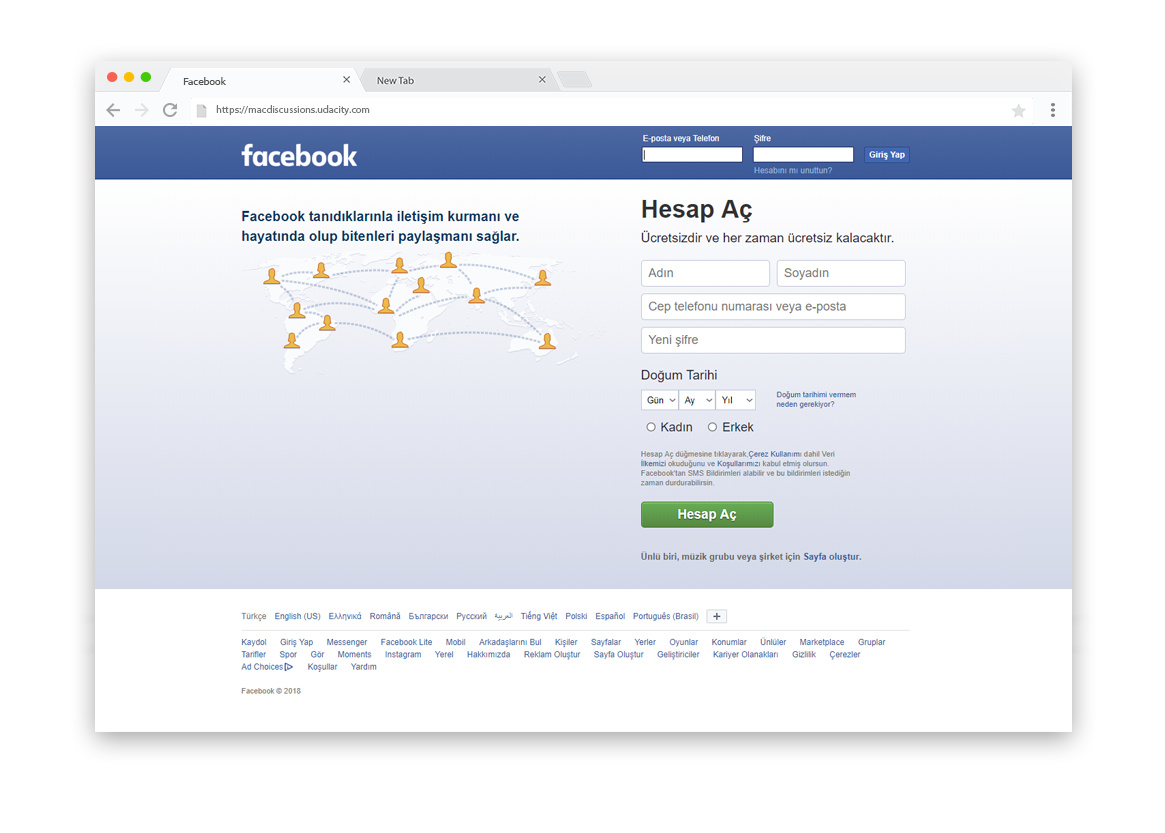 Facebook
New Tab
https://macdiscussions.udacity.com
facebook
E-posta veya Telefon
Şifre
Giriş Yap
Hesabını mı unuttun?
Facebook tanıdıklarınla iletişim kurmanı ve
hayatında olup bitenleri paylaşmanı sağlar.
Hesap Aç
Ücretsizdir ve her zaman ücretsiz kalacaktır.
Adın Soyadın
Cep telefonu numarası veya e-posta
Yeni şifre
Doğum Tarihi
Gün Ay Yıl
Doğum tarihimi vermem
neden gerekiyor?
Kadın Erkek
Hesap Aç düğmesine tıklayarak,Çerez Kullanımı dahil Veri
İlkemizi okuduğunu ve Koşullarımızı kabul etmiş olursun.
Facebook'tan SMS Bildirimleri alabilir ve bu bildirimleri istediğin
zaman durdurabilirsin.
Hesap Aç
Ünlü biri, müzik grubu veya şirket için Sayfa oluştur.
Türkçe English (US) Ελληνικά Română Български Русский العربية Tiếng Việt Polski Español Português (Brasil) +
Kaydol Giriş Yap Messenger Facebook Lite Mobil Arkadaşlarını Bul Kişiler Sayfalar Yerler Oyunlar Konumlar Ünlüler Marketplace Gruplar
Tarifler Spor Gör Moments Instagram Yerel Hakkımızda Reklam Oluştur Sayfa Oluştur Geliştiriciler Kariyer Olanakları Gizlilik Çerezler
Ad Choices Koşullar Yardım
Facebook © 2018